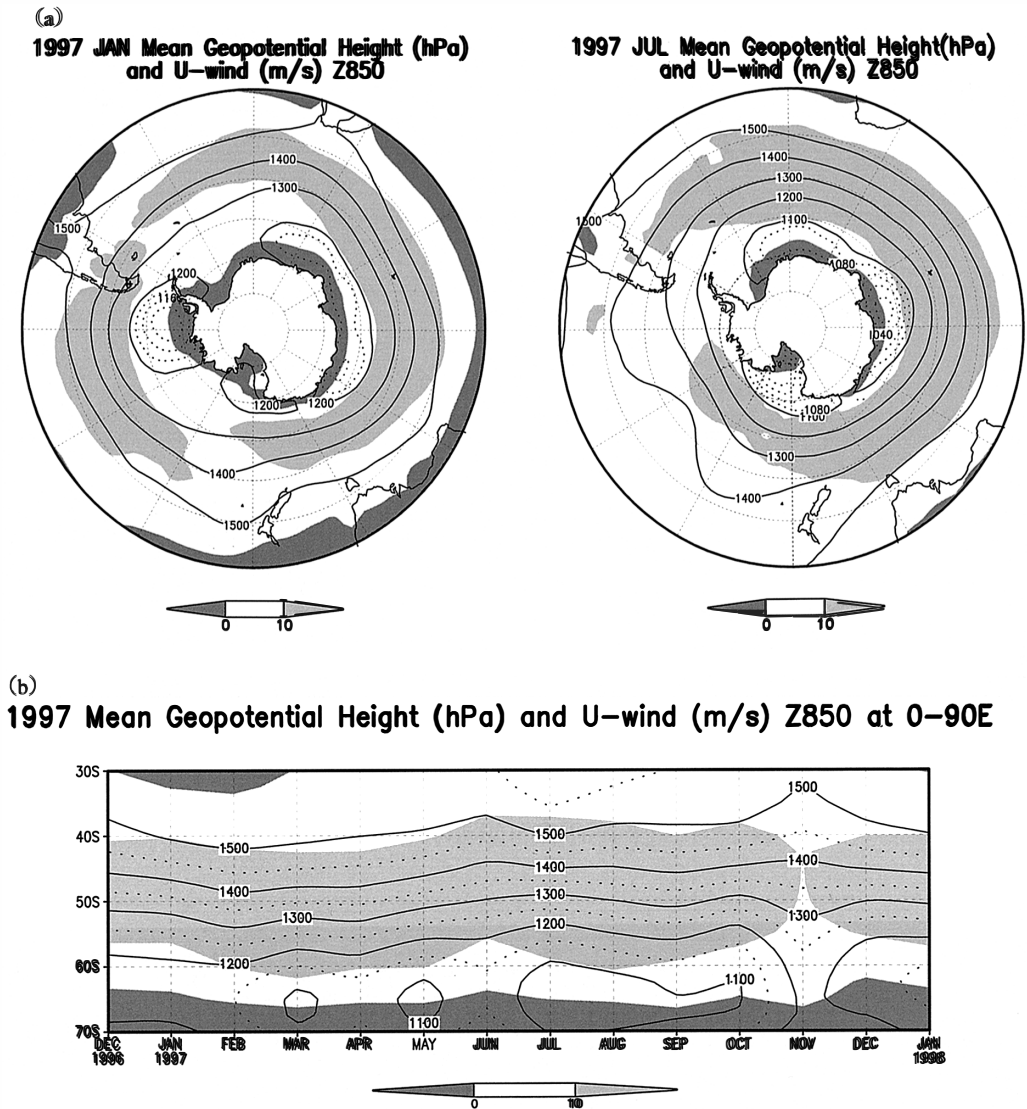 (a)
1997 JAN Mean Geopotential Height (hPa)
and U-wind (m/s) Z850
1997 JUL Mean Geopotential Height(hPa)
and U-wind (m/s) Z850
1500
1400
1300
1200
1200
1200
1400
1500
1500
1400
1300
1200
1100
1500
1080
1040
1080
1100
1300
1400
0 10
0 10
(b)
1997 Mean Geopotential Height (hPa) and U-wind (m/s) Z850 at 0-90E
30S
1500
40S
1500
1500
1400
1400
1400
50S
1300
1300
1300
1200
60S
1200
1100
1100
70S
DEC JAN FEB MAR APR MAY JUN JUL AUG SEP OCT NOV DEC JAN
1996 1997 1998
0 10